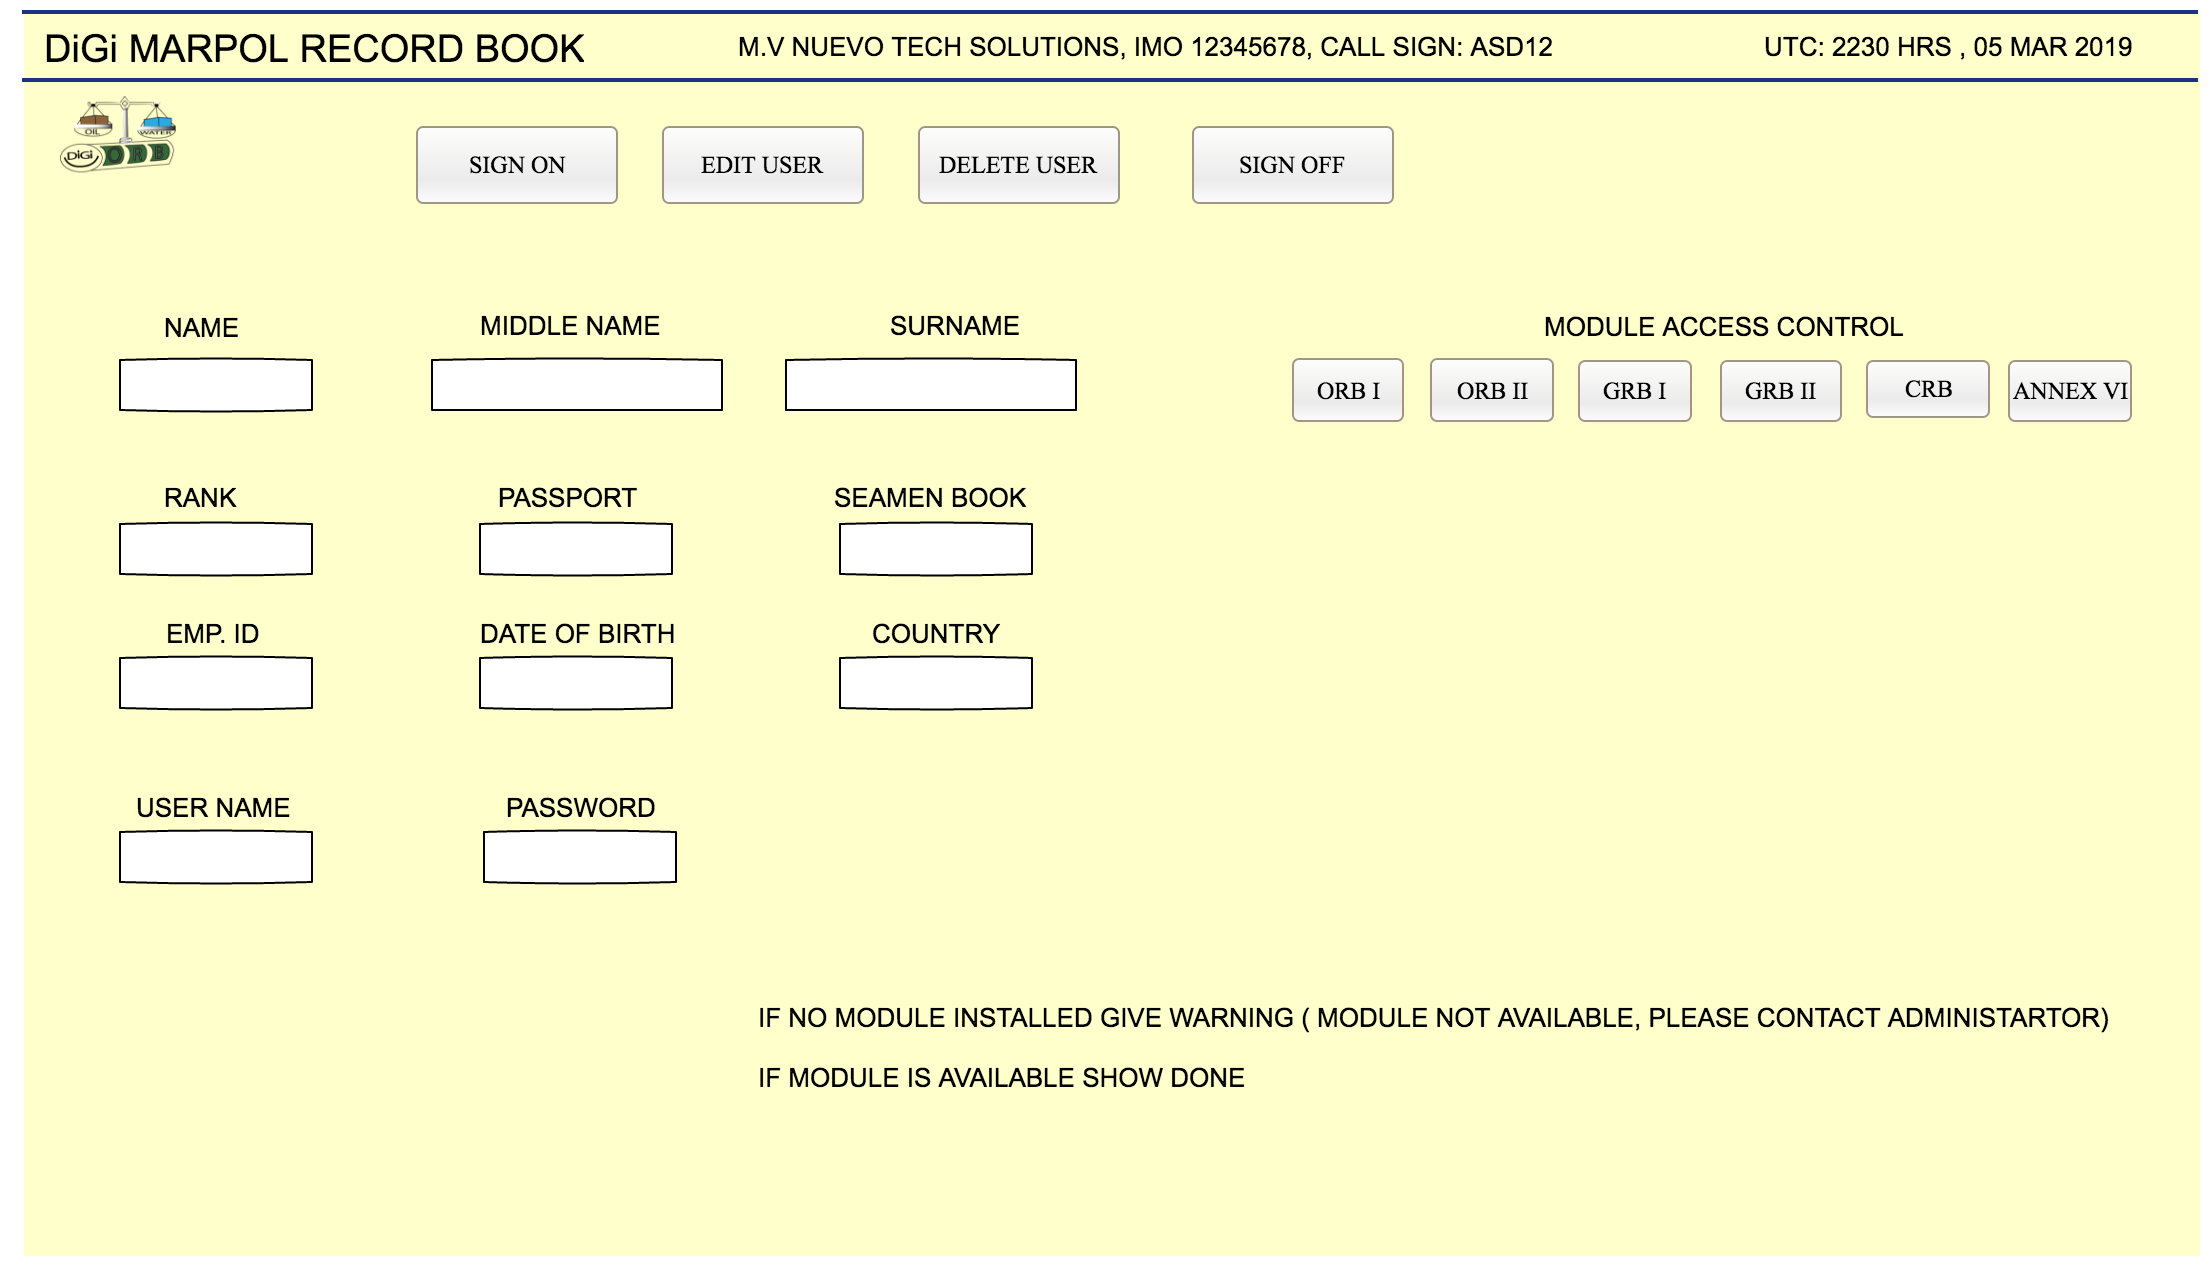 DiGi MARPOL RECORD BOOK M.V NUEVO TECH SOLUTIONS, IMO 12345678, CALL SIGN: ASD12 UTC: 2230 HRS , 05 MAR 2019
OIL WATER
DiGi O R B
SIGN ON EDIT USER DELETE USER SIGN OFF
NAME MIDDLE NAME SURNAME MODULE ACCESS CONTROL
ORB I ORB II GRB I GRB II CRB ANNEX VI
RANK PASSPORT SEAMEN BOOK
EMP. ID DATE OF BIRTH COUNTRY
USER NAME PASSWORD
IF NO MODULE INSTALLED GIVE WARNING ( MODULE NOT AVAILABLE, PLEASE CONTACT ADMINISTARTOR)
IF MODULE IS AVAILABLE SHOW DONE